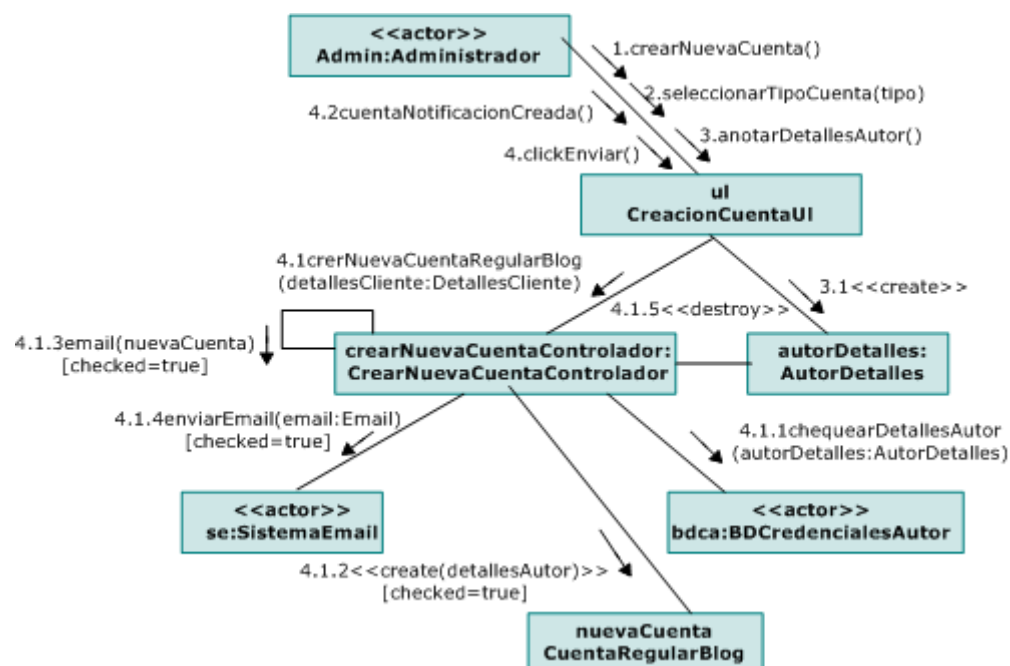 <<actor>>
Admin:Administrador
1.crearNuevaCuenta()
2.seleccionarTipoCuenta(tipo)
4.2cuentaNotificacionCreada()
3.anotarDetallesAutor()
4.clickEnviar()
uI
CreacionCuentaUI
4.1crerNuevaCuentaRegularBlog
(detallesCliente:DetallesCliente)
3.1<<create>>
4.1.5<<destroy>>
4.1.3email(nuevaCuenta)
[checked=true]
crearNuevaCuentaControlador:
CrearNuevaCuentaControlador
autorDetalles:
AutorDetalles
4.1.4enviarEmail(email:Email)
[checked=true]
4.1.1chequearDetallesAutor
(autorDetalles:AutorDetalles)
<<actor>>
se:SistemaEmail
<<actor>>
bdca:BDCredencialesAutor
4.1.2<<create(detallesAutor)>>
[checked=true]
nuevaCuenta
CuentaRegularBlog